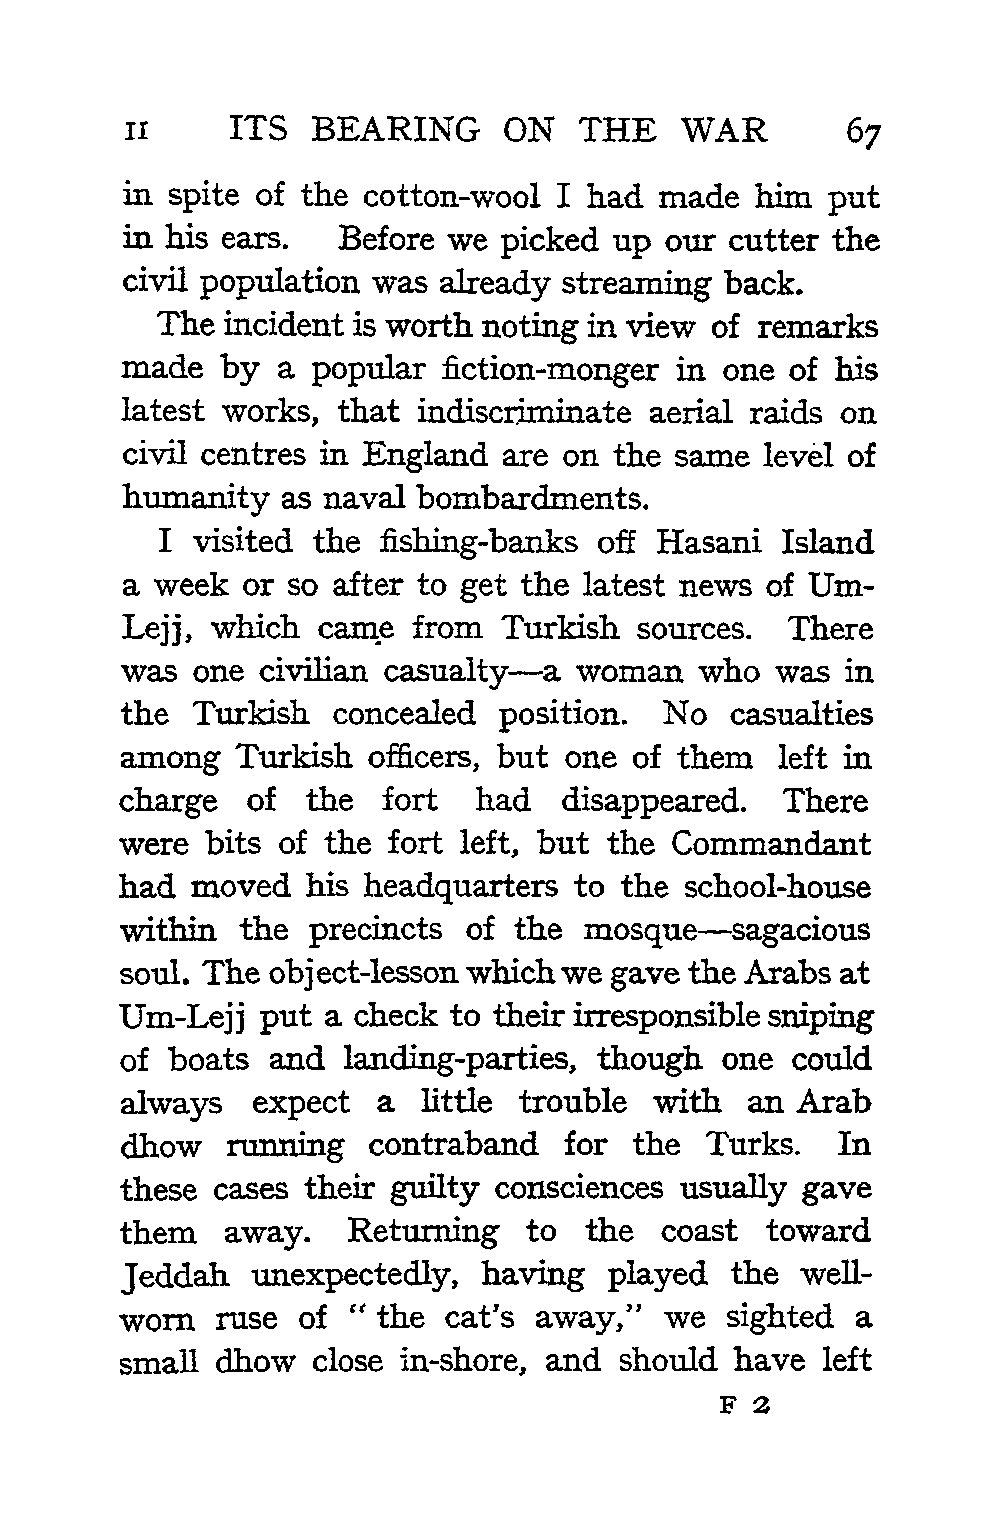 II ITS BEARING ON THE WAR 67
in spite of the cotton-wool I had made him put
in his ears. Before we picked up our cutter the
civil population was already streaming back.
The incident is worth noting in view of remarks
made by a popular fiction-monger in one of his
latest works, that indiscriminate aerial raids on
civil centres in England are on the same level of
humanity as naval bombardments.
I visited the fishing-banks off Hasani Island
a week or so after to get the latest news of Um-
Lejj, which came from Turkish sources. There
was one civilian casualty—a woman who was in
the Turkish concealed position. No casualties
among Turkish officers, but one of them left in
charge of the fort had disappeared. There
were bits of the fort left, but the Commandant
had moved his headquarters to the school-house
within the precincts of the mosque—sagacious
soul. The object-lesson which we gave the Arabs at
Um-Lejj put a check to their irresponsible sniping
of boats and landing-parties, though one could
always expect a little trouble with an Arab
dhow running contraband for the Turks. In
these cases their guilty consciences usually gave
them away. Returning to the coast toward
Jeddah unexpectedly, having played the well-
worn ruse of "the cat's away," we sighted a
small dhow close in-shore, and should have left
F 2